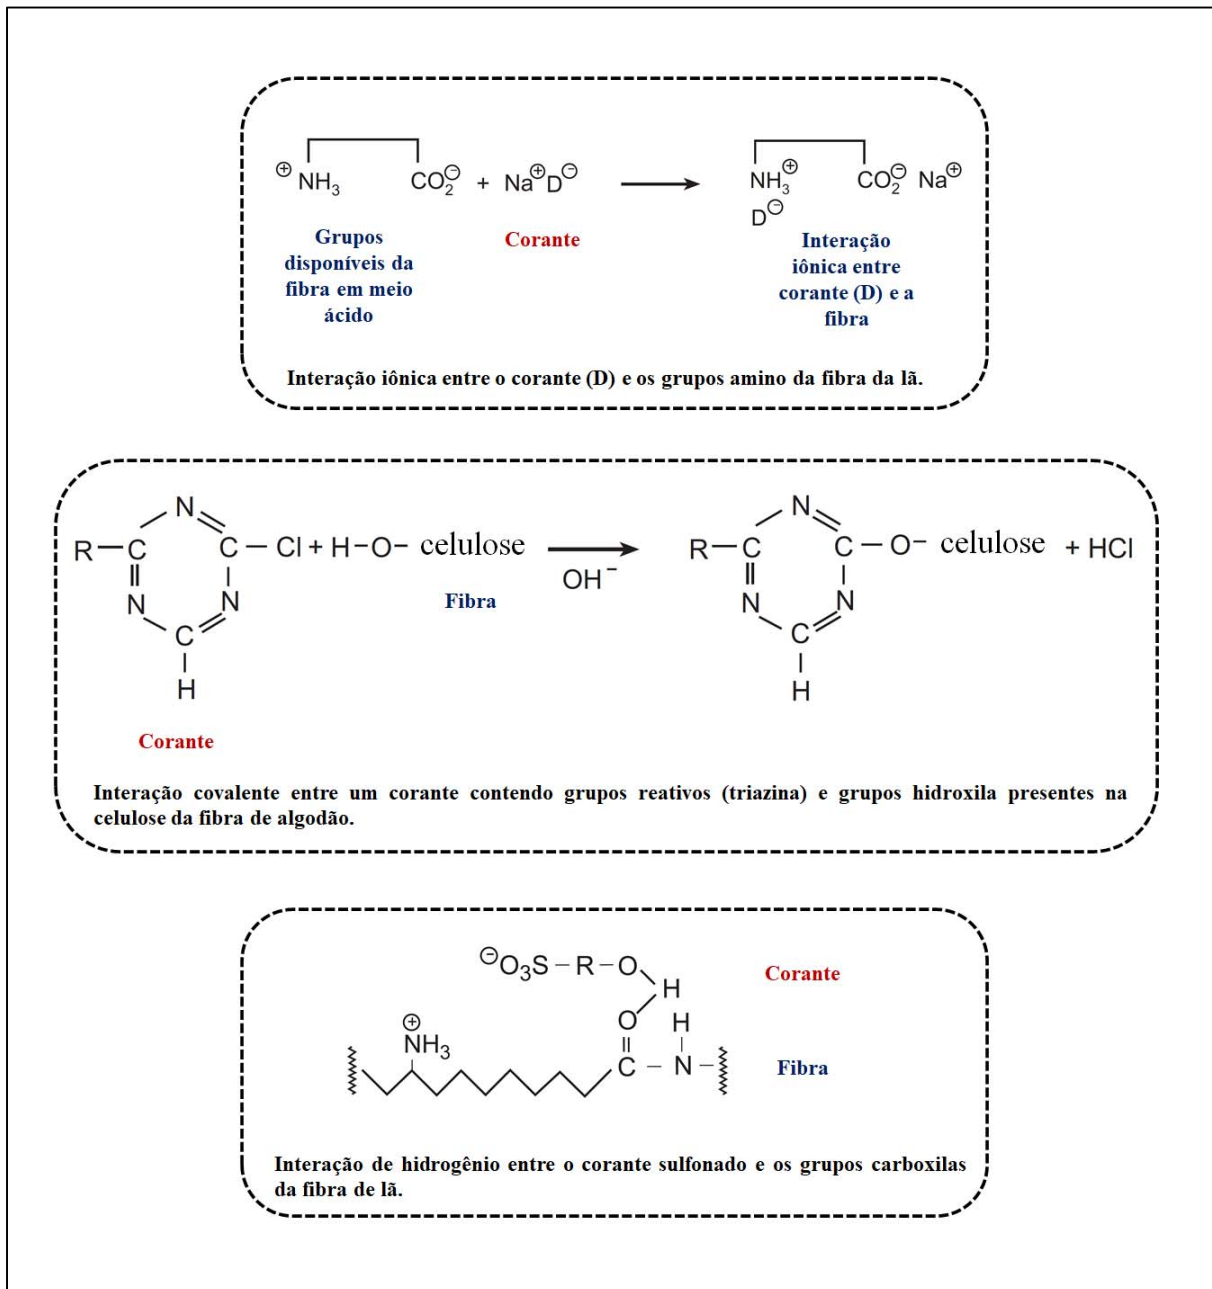 ⊕NH₃ CO₂⊖ + Na⊕D⊖ NH₃⊕ CO₂⊖ Na⊕
D⊖
Grupos
disponíveis da
fibra em meio
ácido
Corante
Interação
iônica entre
corante (D) e a
fibra
Interação iônica entre o corante (D) e os grupos amino da fibra da lã.
N N
R–C C–Cl + H–O– celulose R–C C–O– celulose + HCl
OH⁻
N N N N
C C
H H
Fibra
Corante
Interação covalente entre um corante contendo grupos reativos (triazina) e grupos hidroxila presentes na
celulose da fibra de algodão.
⊖O₃S–R–O
H
O H
⊕
NH₃
C–N–
Corante
Fibra
Interação de hidrogênio entre o corante sulfonado e os grupos carboxilas
da fibra de lã.